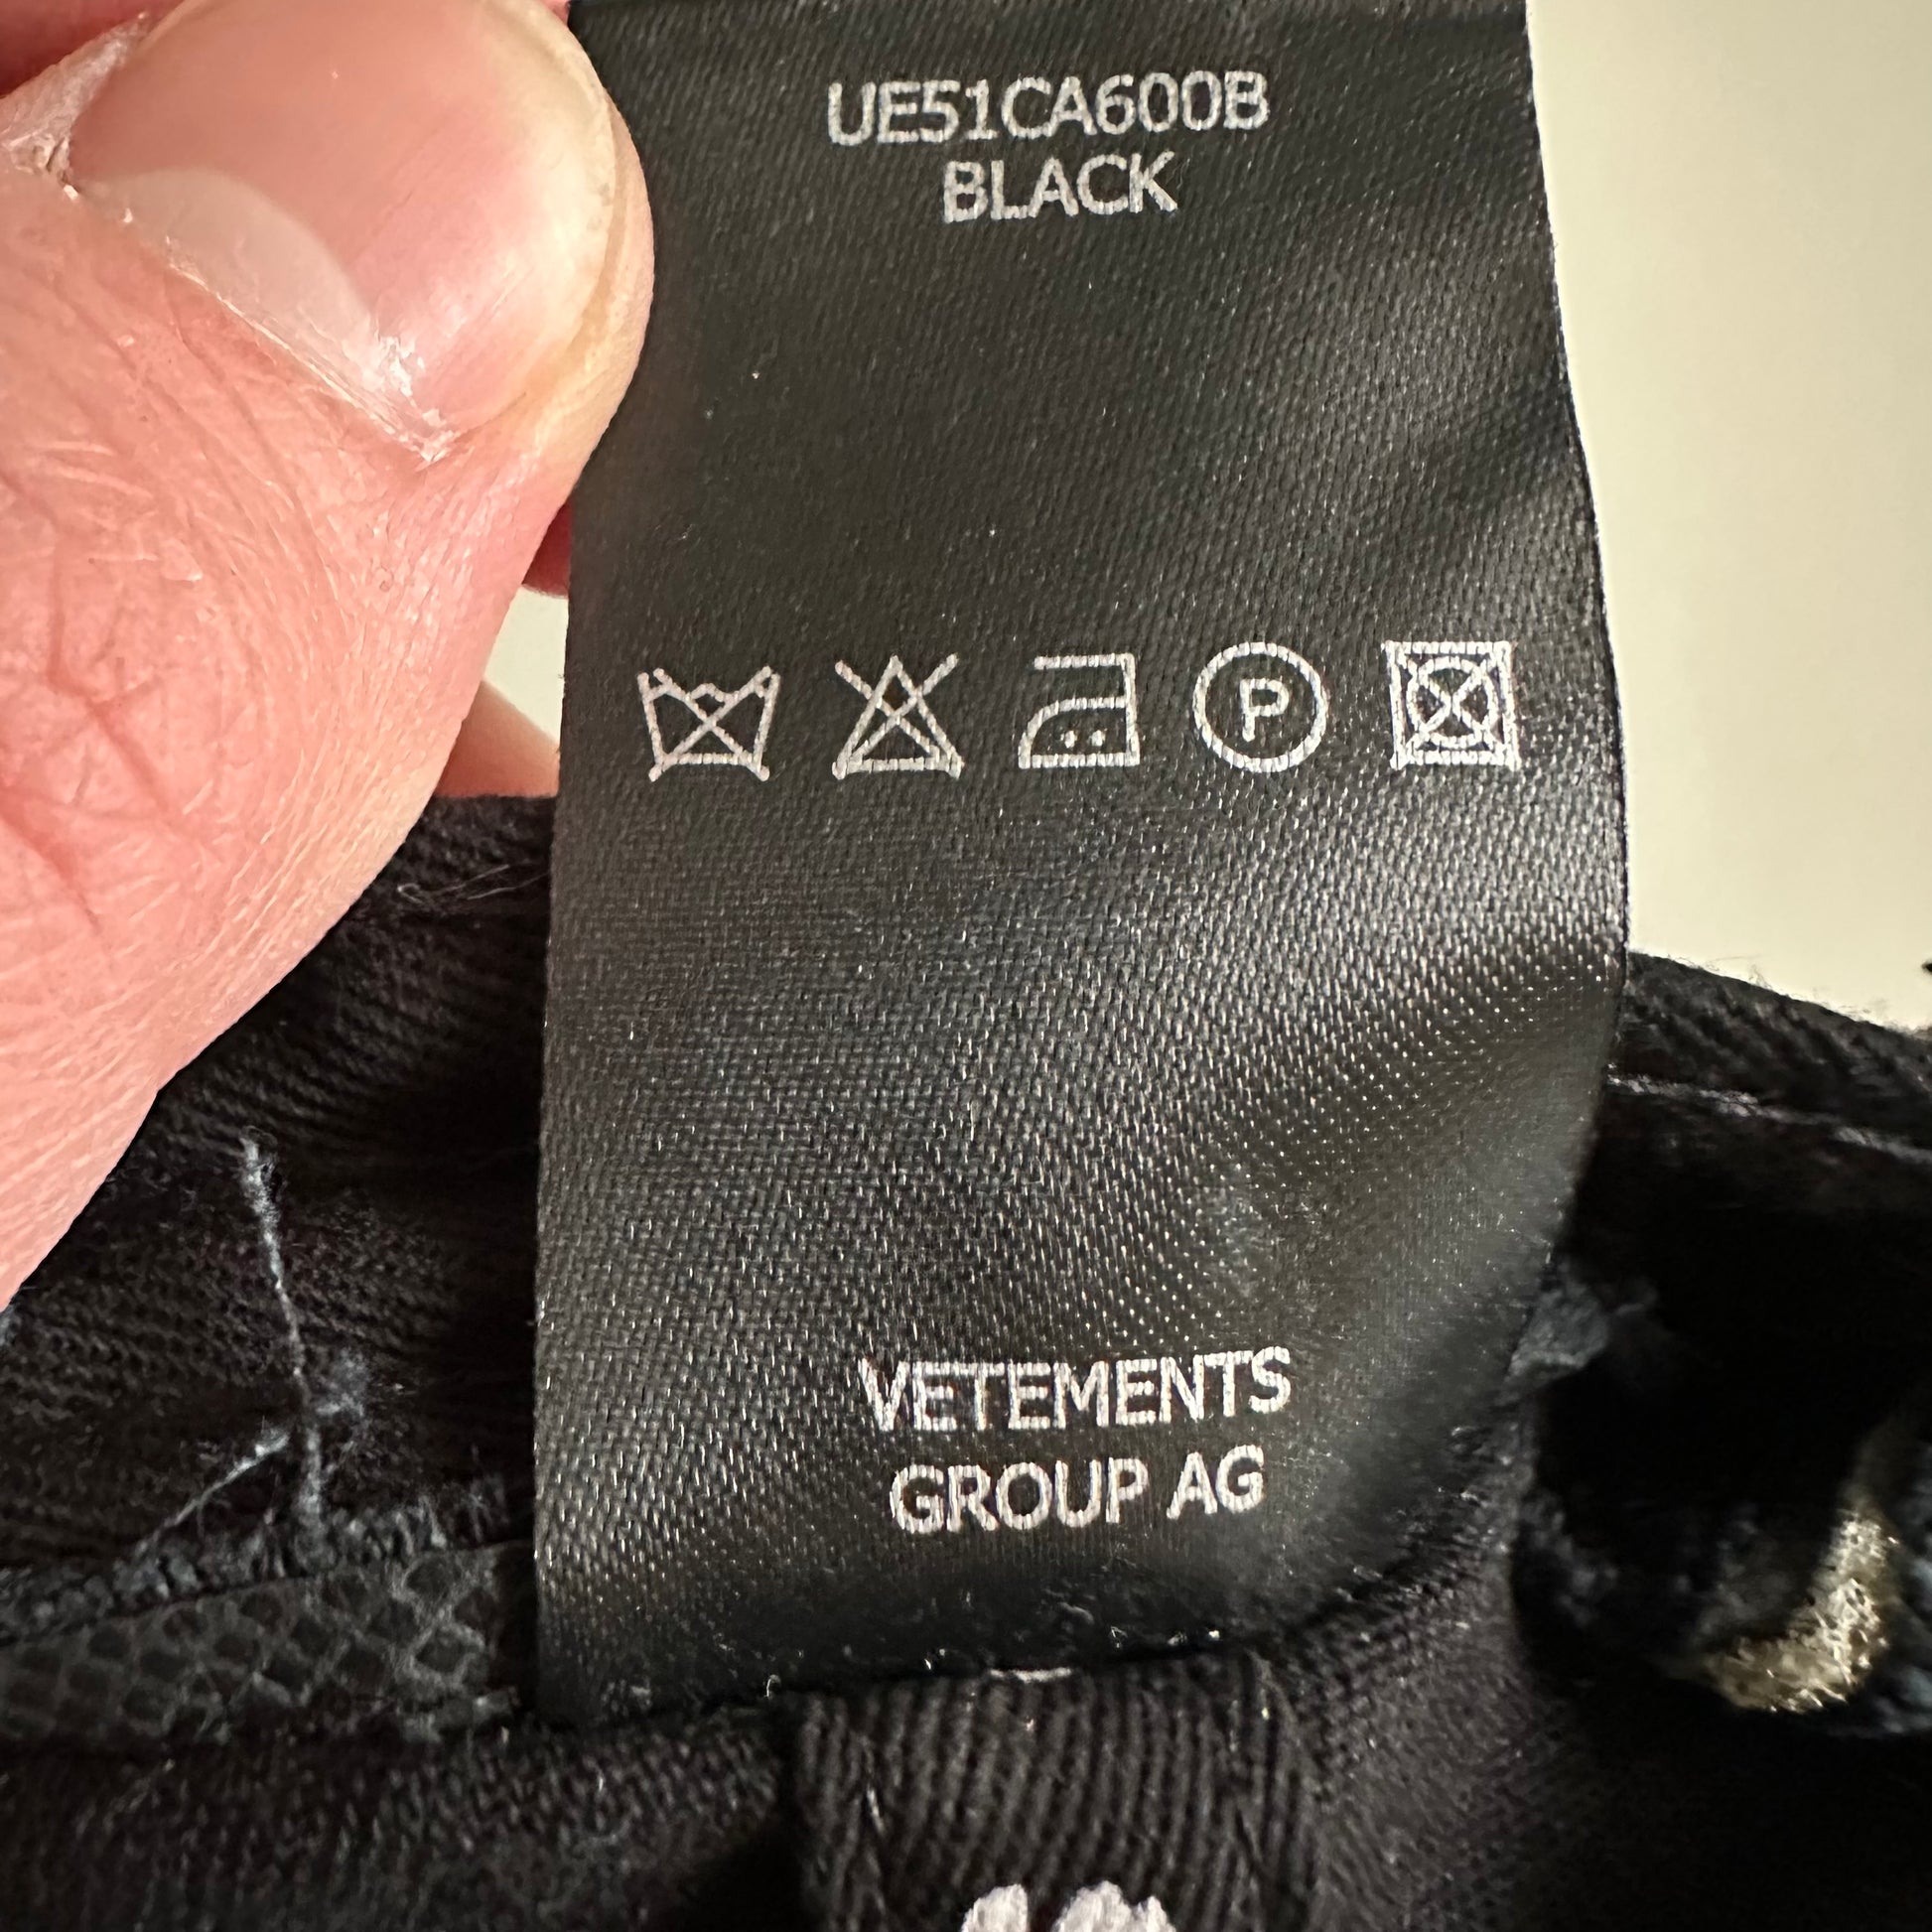 UE51CA600B
BLACK
P
VETEMENTS
GROUP AG